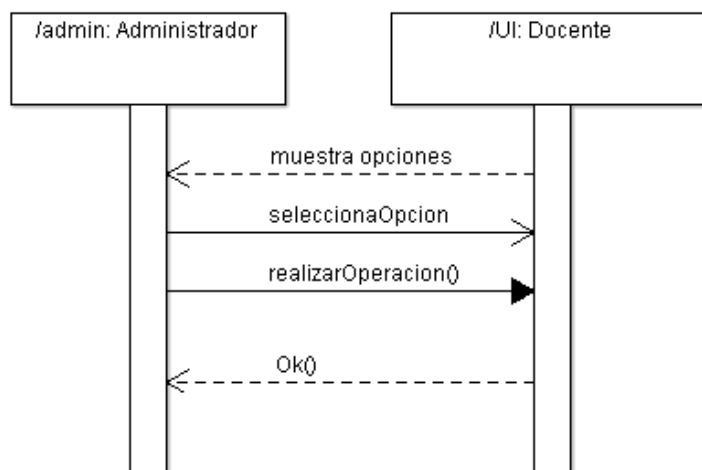 /admin: Administrador
/UI: Docente
muestra opciones
seleccionaOpcion
realizarOperacion()
Ok()